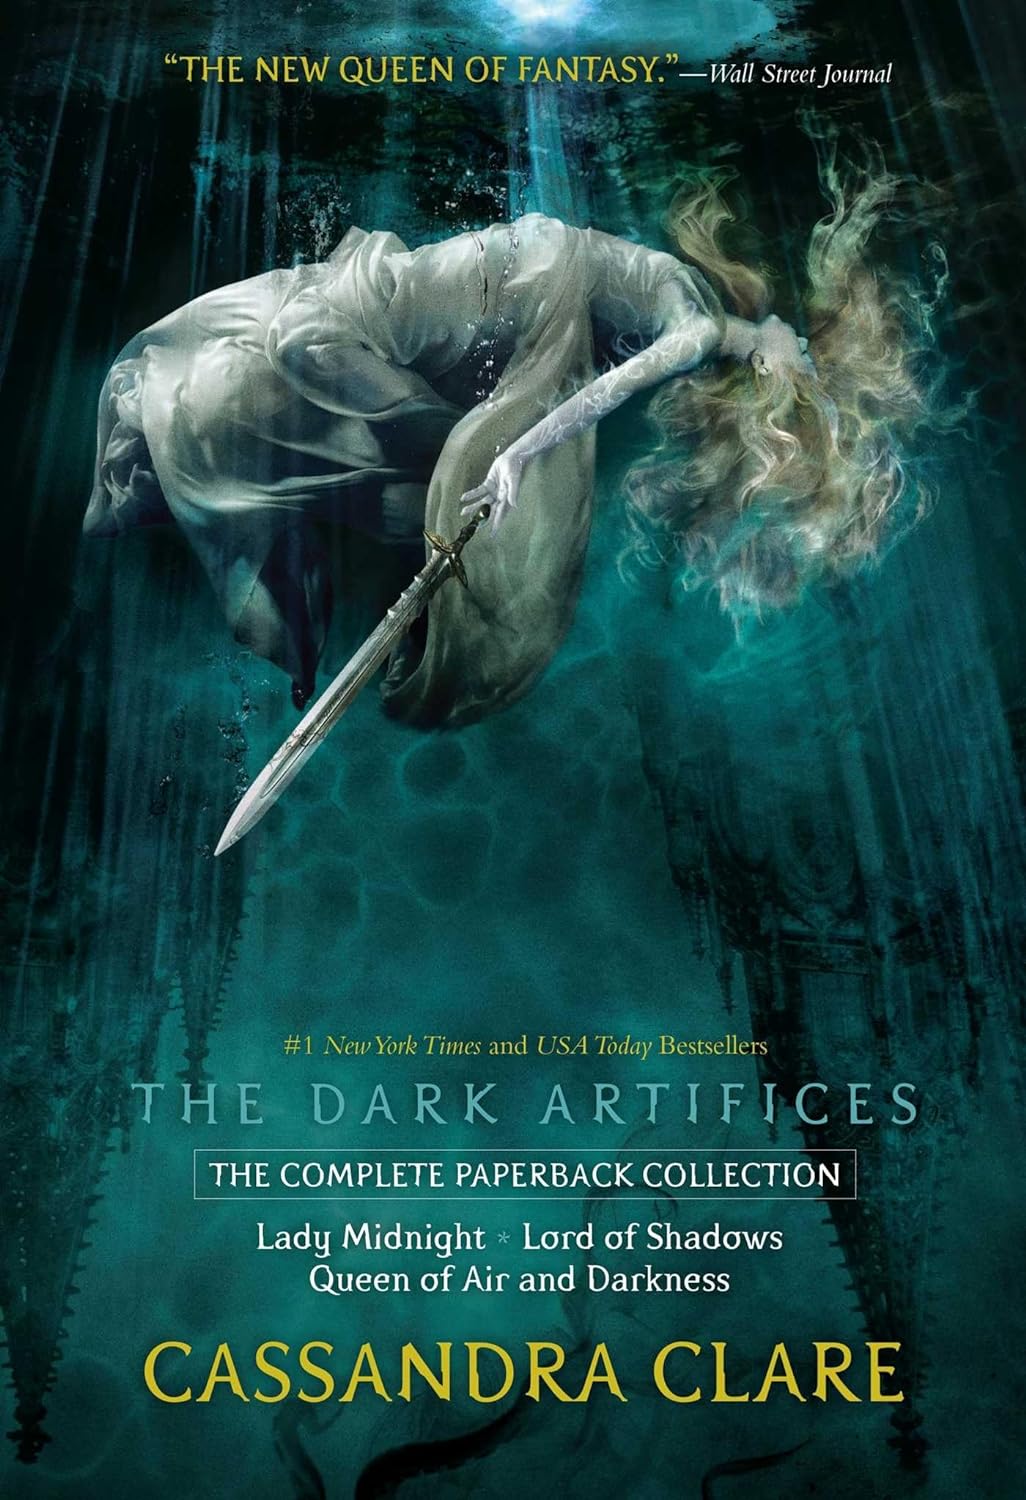 “THE NEW QUEEN OF FANTASY.”—Wall Street Journal
#1 New York Times and USA Today Bestsellers
THE DARK ARTIFICES
THE COMPLETE PAPERBACK COLLECTION
Lady Midnight * Lord of Shadows
Queen of Air and Darkness
CASSANDRA CLARE